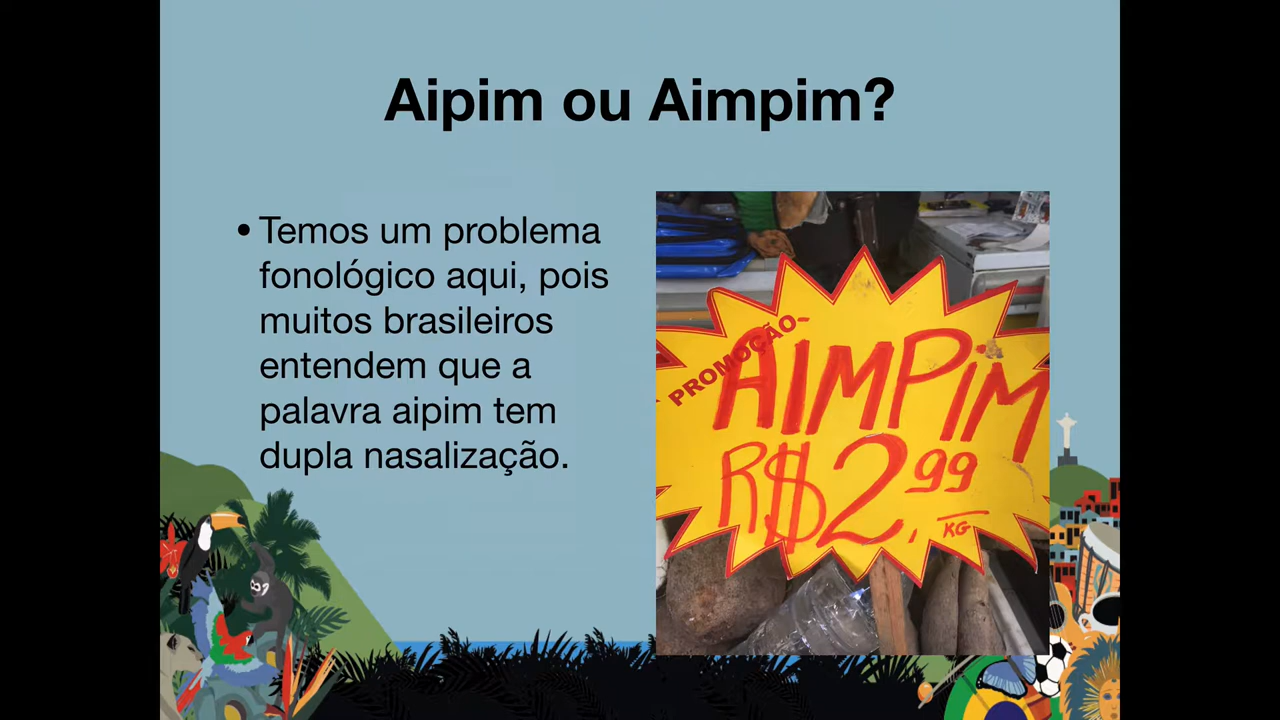 Aipim ou Aimpim?
• Temos um problema
fonológico aqui, pois
muitos brasileiros
entendem que a
palavra aipim tem
dupla nasalização.
PROMOÇÃO
AIMPIM
R$2,99
KG